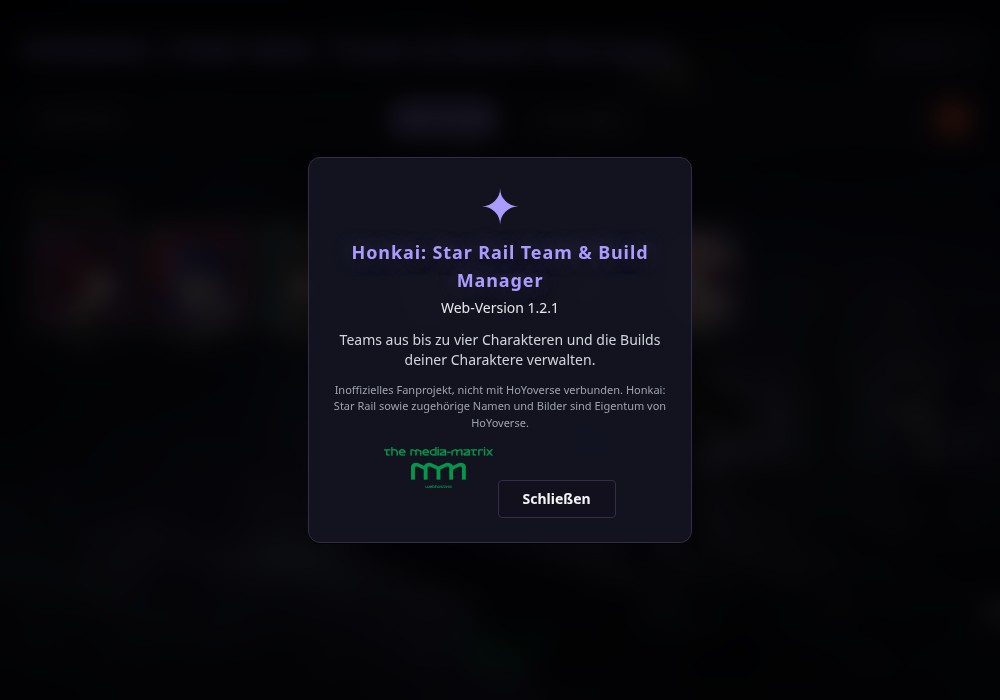 Honkai: Star Rail Team & Build
Manager
Web-Version 1.2.1
Teams aus bis zu vier Charakteren und die Builds
deiner Charaktere verwalten.
Inoffizielles Fanprojekt, nicht mit HoYoverse verbunden. Honkai:
Star Rail sowie zugehörige Namen und Bilder sind Eigentum von
HoYoverse.
the media-matrix
mm
Schließen